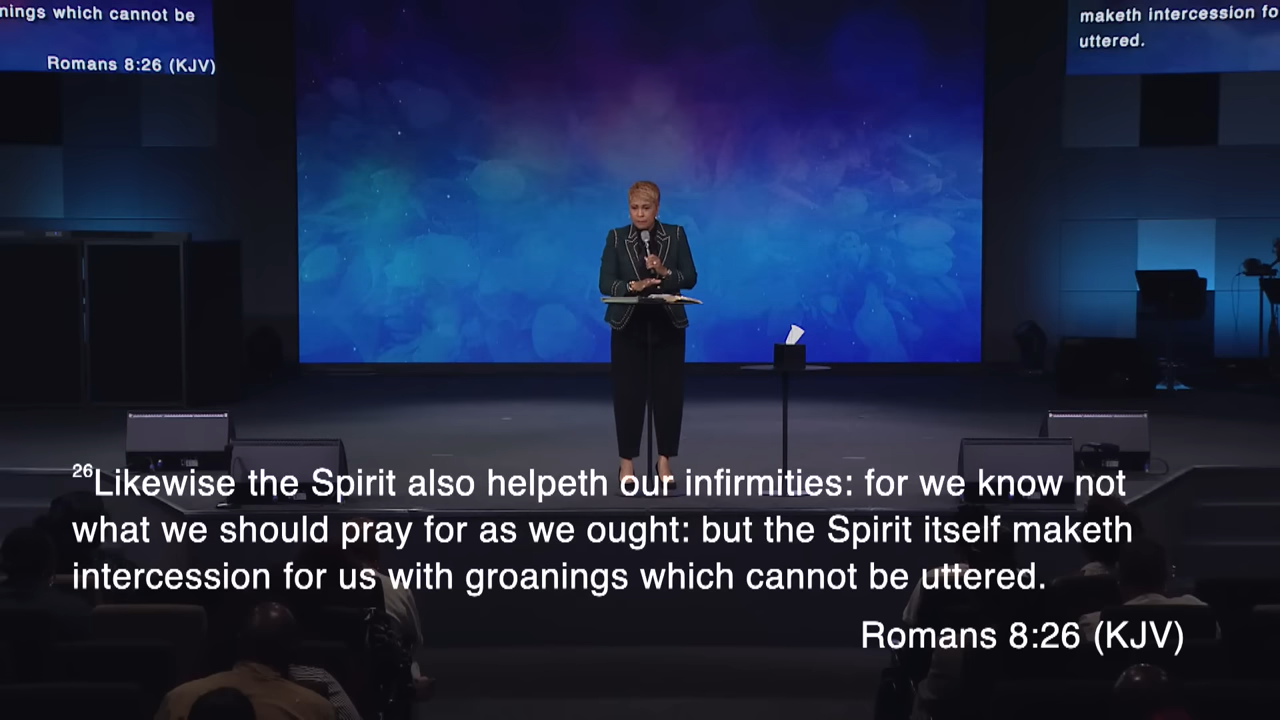 nings which cannot be
Romans 8:26 (KJV)
maketh intercession fo
uttered.
26Likewise the Spirit also helpeth our infirmities: for we know not
what we should pray for as we ought: but the Spirit itself maketh
intercession for us with groanings which cannot be uttered.
Romans 8:26 (KJV)